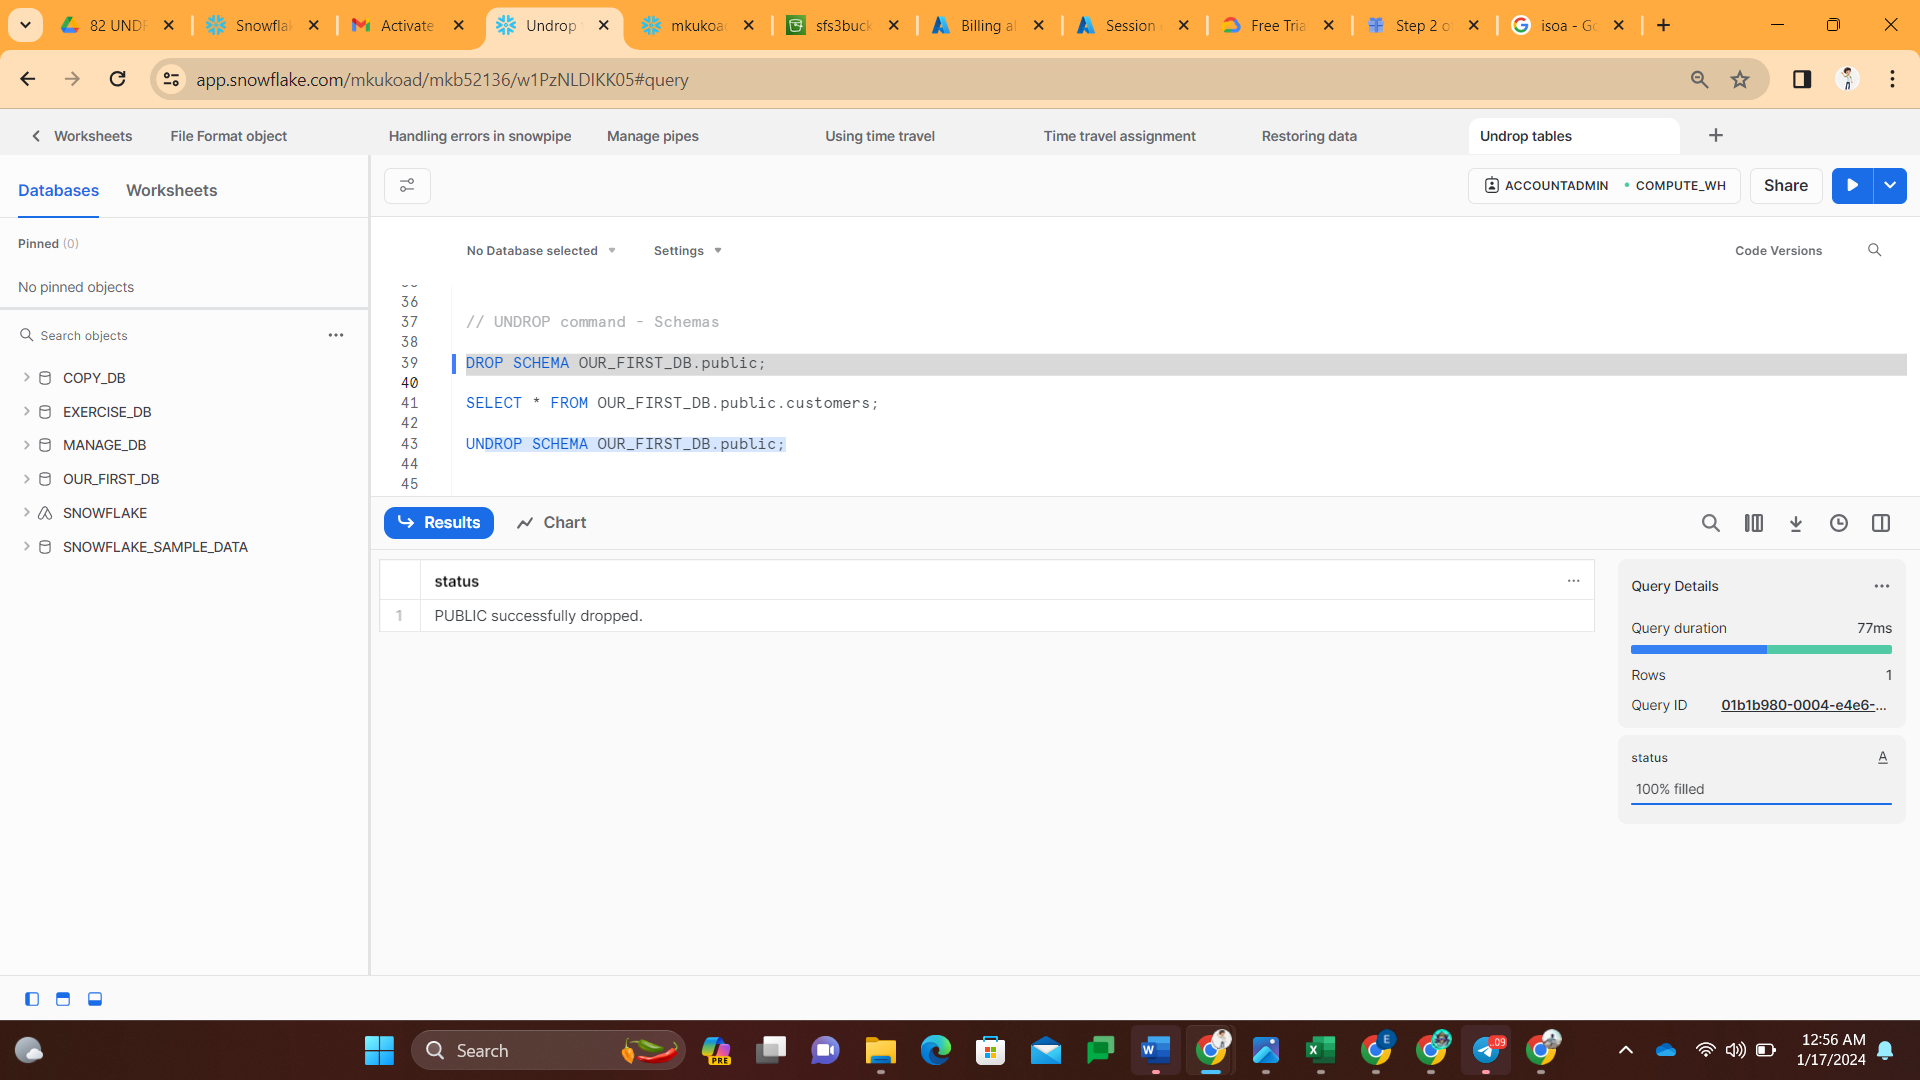 82 UNDR
Snowflak
Activate
Undrop
mkukoad
sfs3buck
Billing al
Session
Free Tria
Step 2 o
isoa - Go
app.snowflake.com/mkukoad/mkb52136/w1PzNLDIKK05#query
Worksheets
File Format object
Handling errors in snowpipe
Manage pipes
Using time travel
Time travel assignment
Restoring data
Undrop tables
Databases
Worksheets
ACCOUNTADMIN
COMPUTE_WH
Share
Pinned (0)
No pinned objects
No Database selected
Settings
Code Versions
Search objects
COPY_DB
EXERCISE_DB
MANAGE_DB
OUR_FIRST_DB
SNOWFLAKE
SNOWFLAKE_SAMPLE_DATA
36
37 // UNDROP command - Schemas
38
39 DROP SCHEMA OUR_FIRST_DB.public;
40
41 SELECT * FROM OUR_FIRST_DB.public.customers;
42
43 UNDROP SCHEMA OUR_FIRST_DB.public;
44
45
Results
Chart
status
1 PUBLIC successfully dropped.
Query Details
Query duration 77ms
Rows 1
Query ID 01b1b980-0004-e4e6-...
status A
100% filled
Search
PRE
W
X
E
.09
12:56 AM
1/17/2024